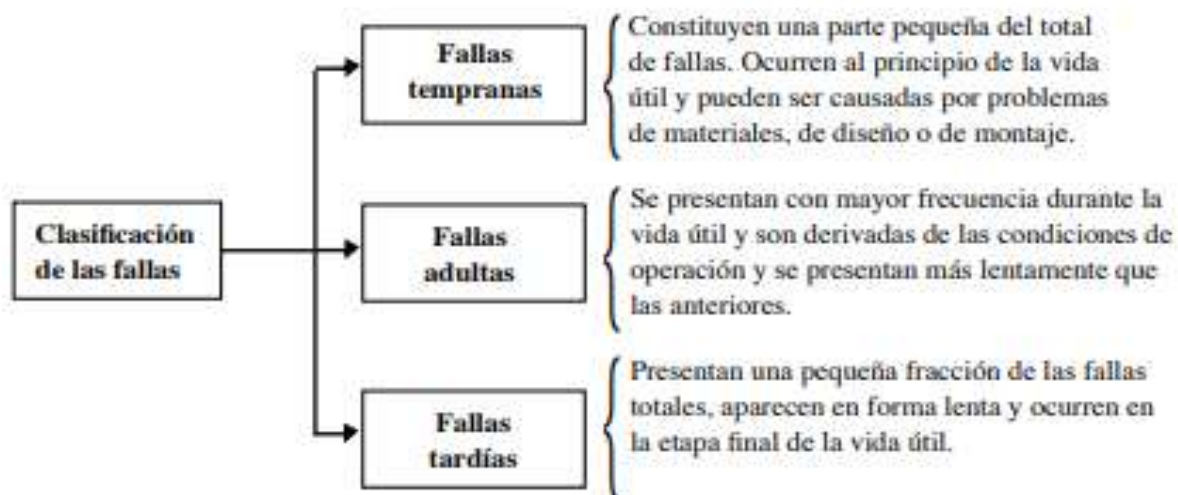 Clasificación
de las fallas
Fallas
tempranas
Constituyen una parte pequeña del total
de fallas. Ocurren al principio de la vida
útil y pueden ser causadas por problemas
de materiales, de diseño o de montaje.
Fallas
adultas
Se presentan con mayor frecuencia durante la
vida útil y son derivadas de las condiciones de
operación y se presentan más lentamente que
las anteriores.
Fallas
tardías
Presentan una pequeña fracción de las fallas
totales, aparecen en forma lenta y ocurren en
la etapa final de la vida útil.